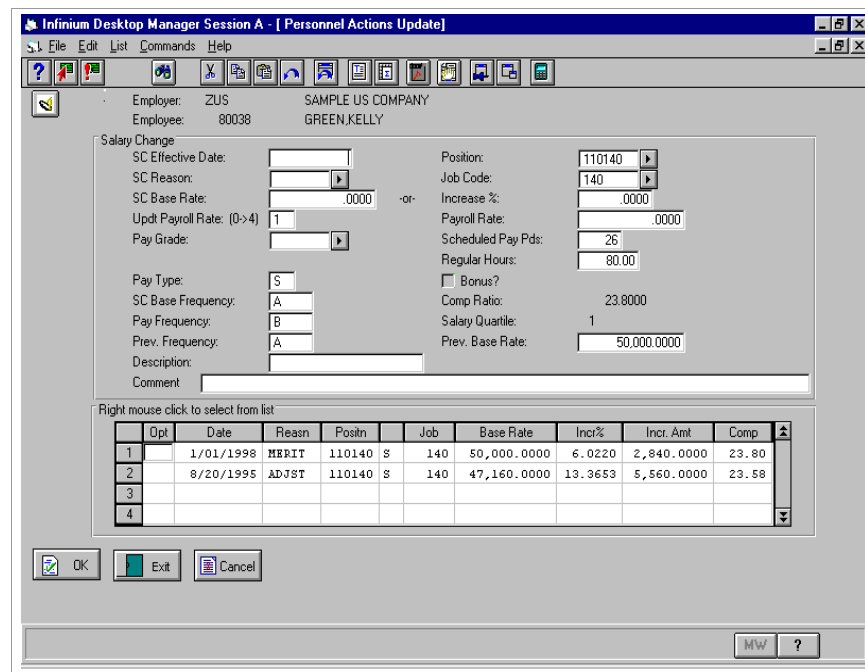 Infinium Desktop Manager Session A - [ Personnel Actions Update]
File Edit List Commands Help
Employer: ZUS SAMPLE US COMPANY
Employee: 80038 GREEN,KELLY
Salary Change
SC Effective Date: Position: 110140
SC Reason: Job Code: 140
SC Base Rate: .0000 -or- Increase %: .0000
Updt Payroll Rate: (0->4) 1 Payroll Rate: .0000
Pay Grade: Scheduled Pay Pds: 26
Regular Hours: 80.00
Pay Type: S Bonus?
SC Base Frequency: A Comp Ratio: 23.8000
Pay Frequency: B Salary Quartile: 1
Prev. Frequency: A Prev. Base Rate: 50,000.0000
Description:
Comment
Right mouse click to select from list
Opt Date Reasn Positn Job Base Rate Incr% Incr. Amt Comp
1 1/01/1998 MERIT 110140 S 140 50,000.0000 6.0220 2,840.0000 23.80
2 8/20/1995 ADJST 110140 S 140 47,160.0000 13.3653 5,560.0000 23.58
3
4
OK Exit Cancel
MW ?